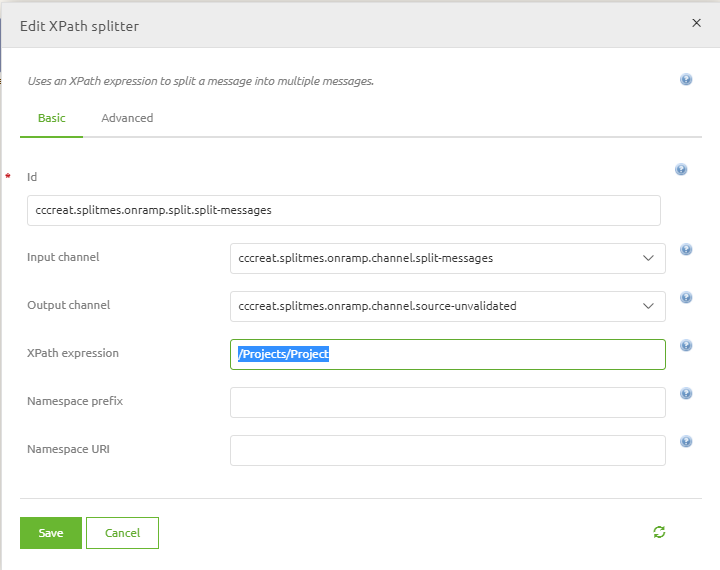 Edit XPath splitter
Uses an XPath expression to split a message into multiple messages.
Basic Advanced
* Id
cccreat.splitmes.onramp.split.split-messages
Input channel cccreat.splitmes.onramp.channel.split-messages
Output channel cccreat.splitmes.onramp.channel.source-unvalidated
XPath expression /Projects/Project
Namespace prefix
Namespace URI
Save Cancel